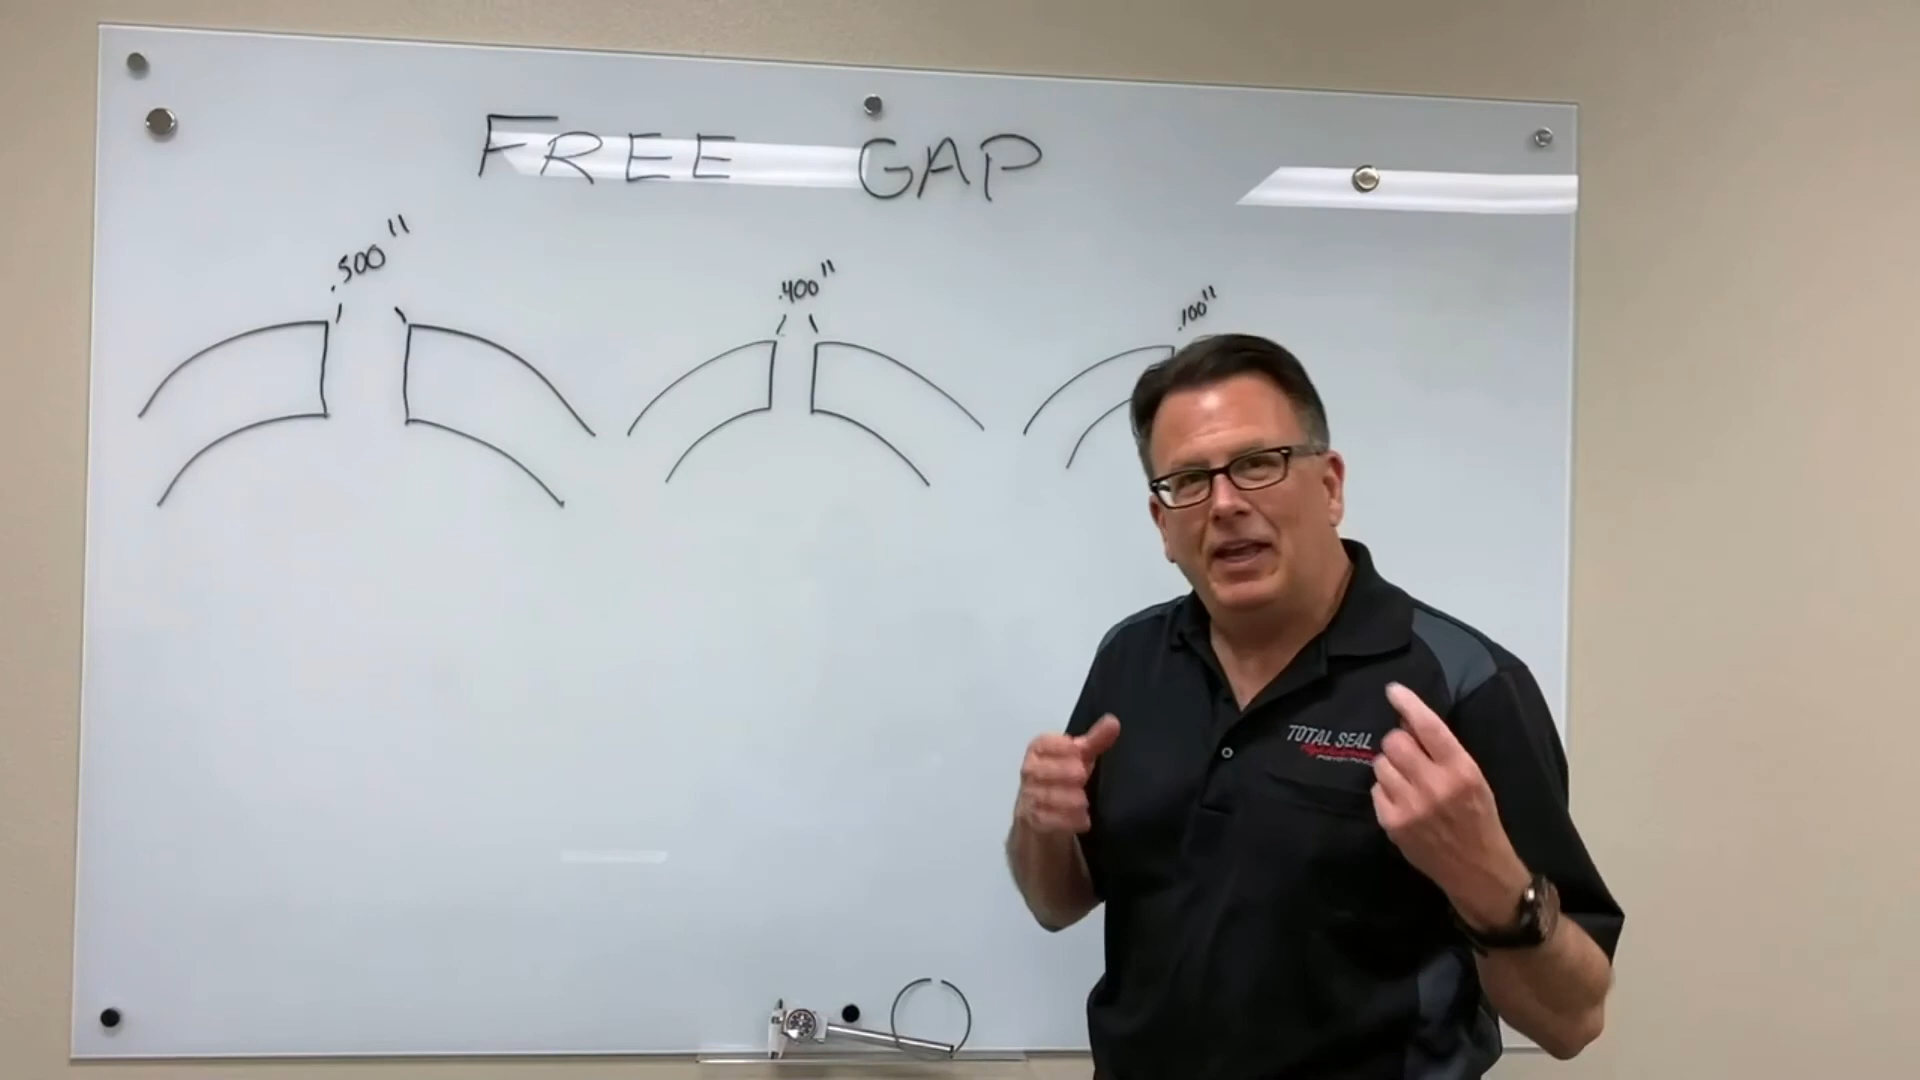 FREE GAP
.500"
.400"
.100"
TOTAL SEAL